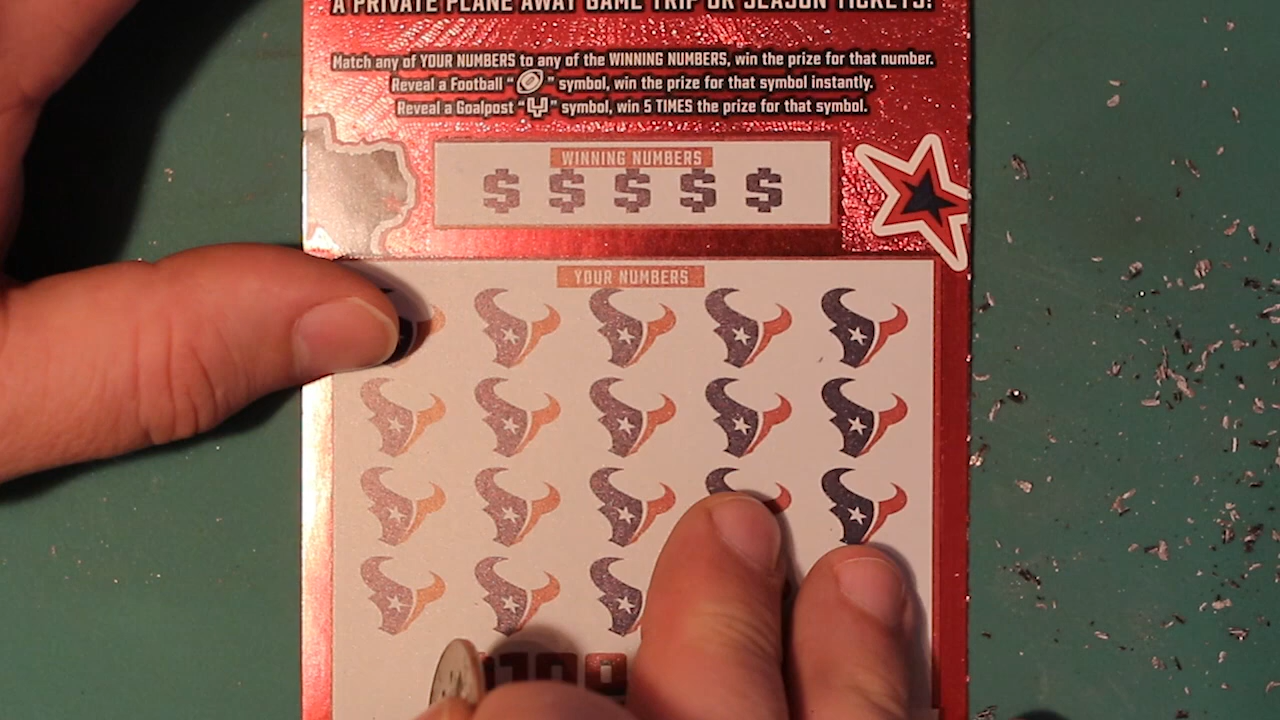 A PRIVATE PLANE AWAY GAME TRIP OR SEASON TICKETS!
Match any of YOUR NUMBERS to any of the WINNING NUMBERS, win the prize for that number.
Reveal a Football “ ” symbol, win the prize for that symbol instantly.
Reveal a Goalpost “ ” symbol, win 5 TIMES the prize for that symbol.
WINNING NUMBERS
$ $ $ $ $
YOUR NUMBERS